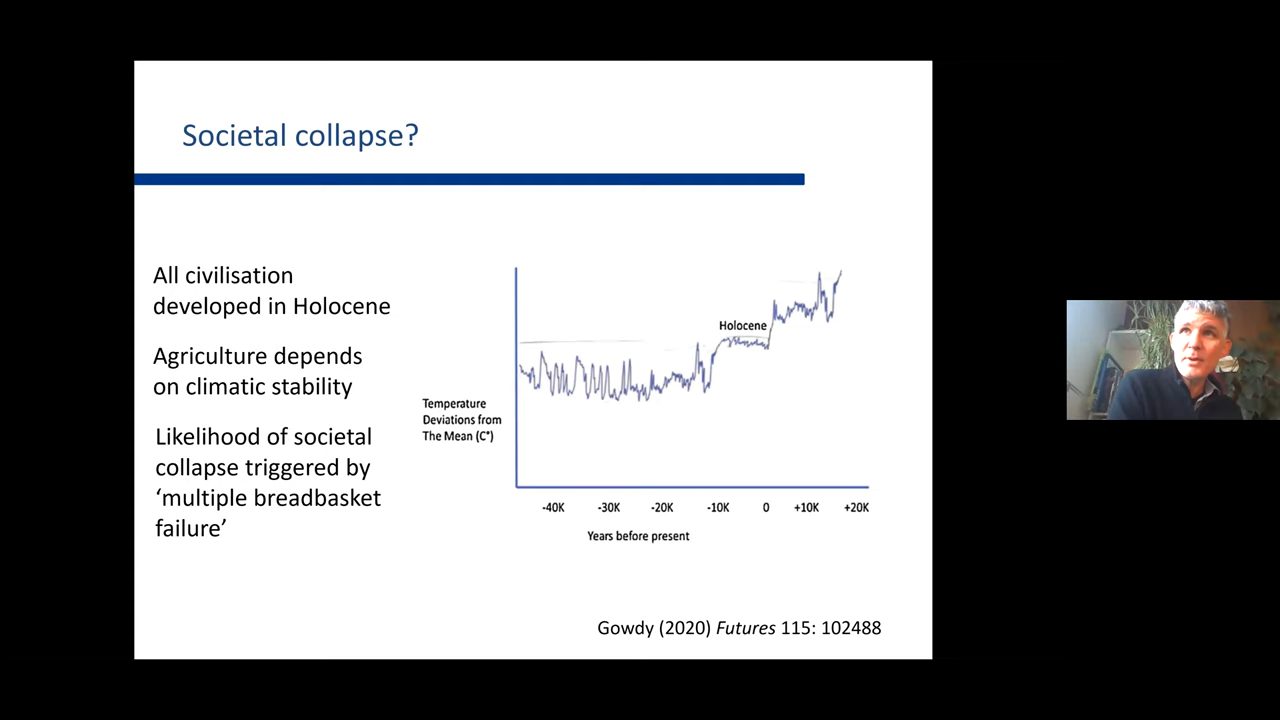 Societal collapse?
All civilisation
developed in Holocene
Agriculture depends
on climatic stability
Likelihood of societal
collapse triggered by
‘multiple breadbasket
failure’
Holocene
Temperature
Deviations from
The Mean (C°)
-40K -30K -20K -10K 0 +10K +20K
Years before present
Gowdy (2020) Futures 115: 102488